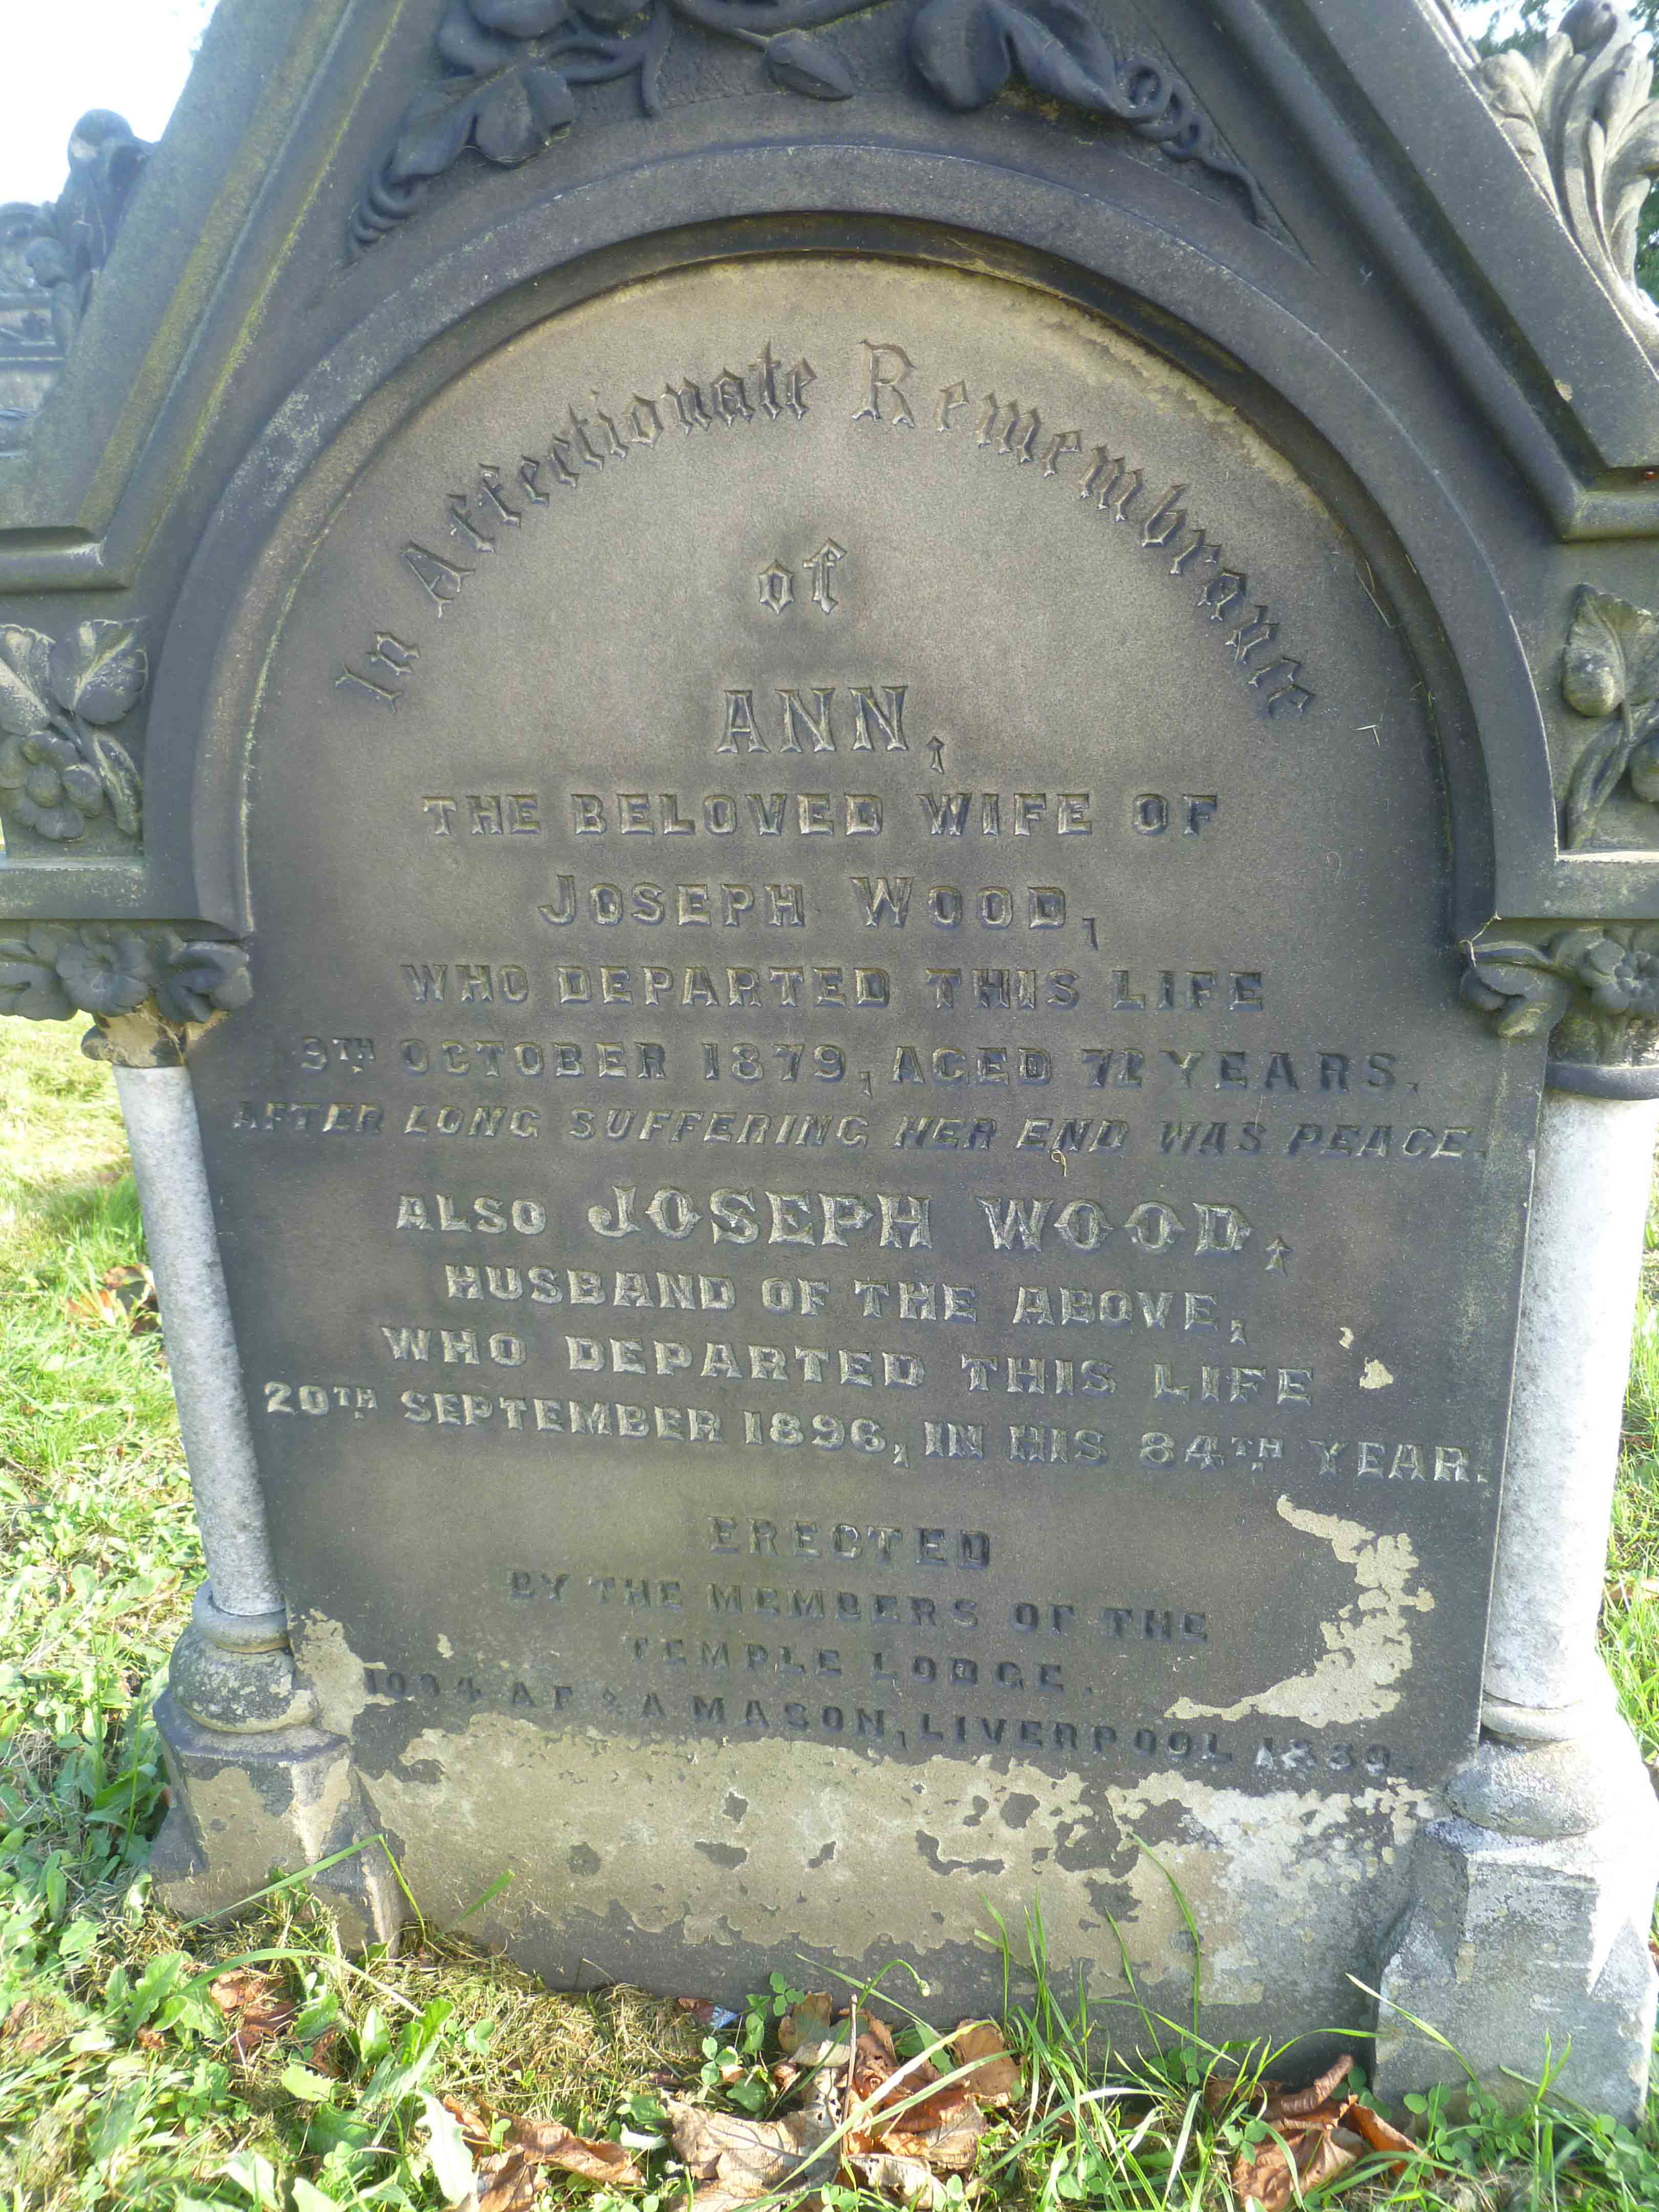 In Affectionate Remembrance
of
ANN,
THE BELOVED WIFE OF
JOSEPH WOOD,
WHO DEPARTED THIS LIFE
9TH OCTOBER 1879, AGED 72 YEARS.
AFTER LONG SUFFERING HER END WAS PEACE.
ALSO JOSEPH WOOD,
HUSBAND OF THE ABOVE,
WHO DEPARTED THIS LIFE
20TH SEPTEMBER 1896, IN HIS 84TH YEAR.
ERECTED
BY THE MEMBERS OF THE
TEMPLE LODGE,
A F & A MASON, LIVERPOOL